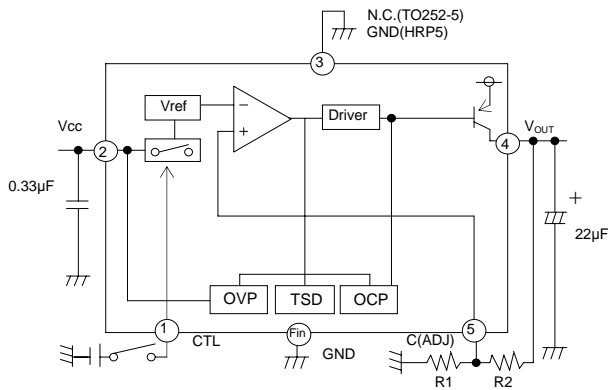 N.C.(TO252-5)
GND(HRP5)
3
Vref
−
+
Driver
Vcc
2
4
VOUT
0.33μF
+
22μF
OVP
TSD
OCP
1
CTL
Fin
GND
C(ADJ)
5
R1
R2